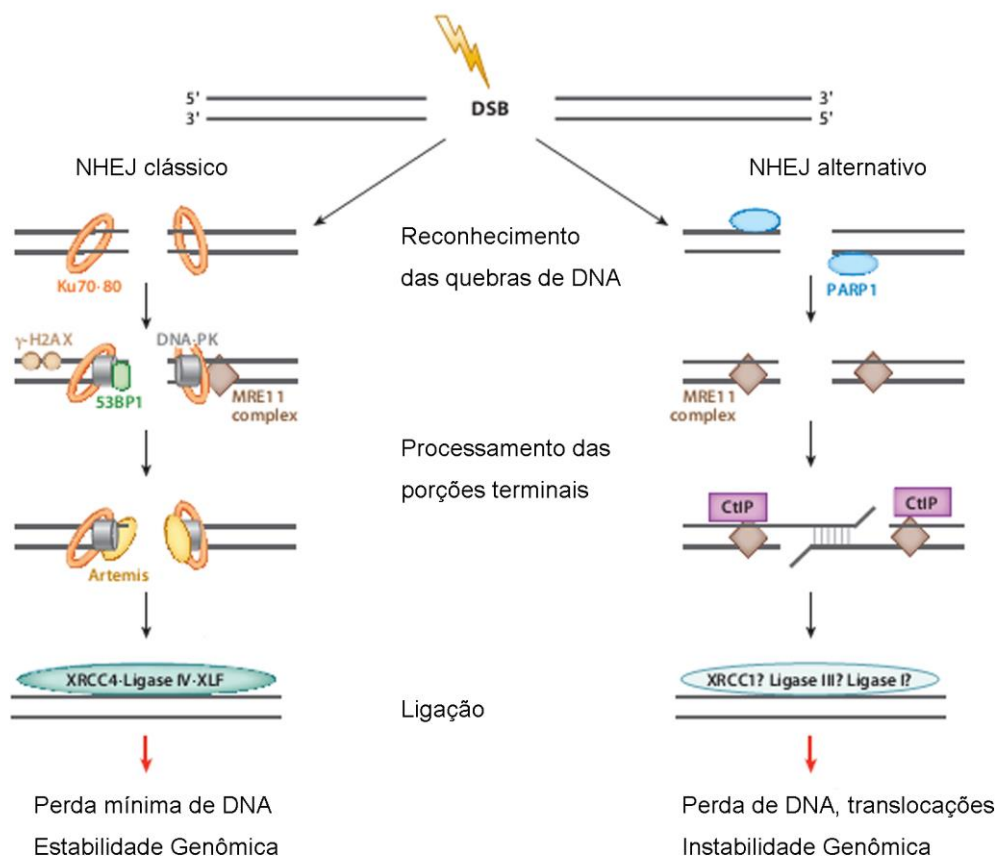 DSB
5' 3'
3' 5'
NHEJ clássico
NHEJ alternativo
Reconhecimento
das quebras de DNA
Ku70-80
PARP1
γ-H2AX
DNA-PK
53BP1
MRE11
complex
MRE11
complex
Processamento das
porções terminais
CtIP
CtIP
Artemis
XRCC4-Ligase IV-XLF
Ligação
XRCC1? Ligase III? Ligase I?
Perda mínima de DNA
Estabilidade Genômica
Perda de DNA, translocações
Instabilidade Genômica